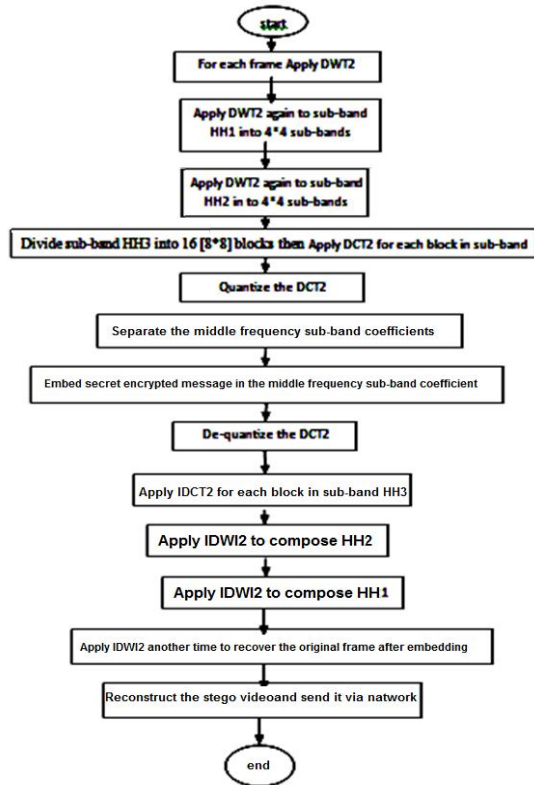 start
For each frame Apply DWT2
Apply DWT2 again to sub-band
HH1 into 4*4 sub-bands
Apply DWT2 again to sub-band
HH2 in to 4*4 sub-bands
Divide sub-band HH3 into 16 [8*8] blocks then Apply DCT2 for each block in sub-band
Quantize the DCT2
Separate the middle frequency sub-band coefficients
Embed secret encrypted message in the middle frequency sub-band coefficient
De-quantize the DCT2
Apply IDCT2 for each block in sub-band HH3
Apply IDWI2 to compose HH2
Apply IDWI2 to compose HH1
Apply IDWI2 another time to recover the original frame after embedding
Reconstruct the stego videoand send it via natwork
end